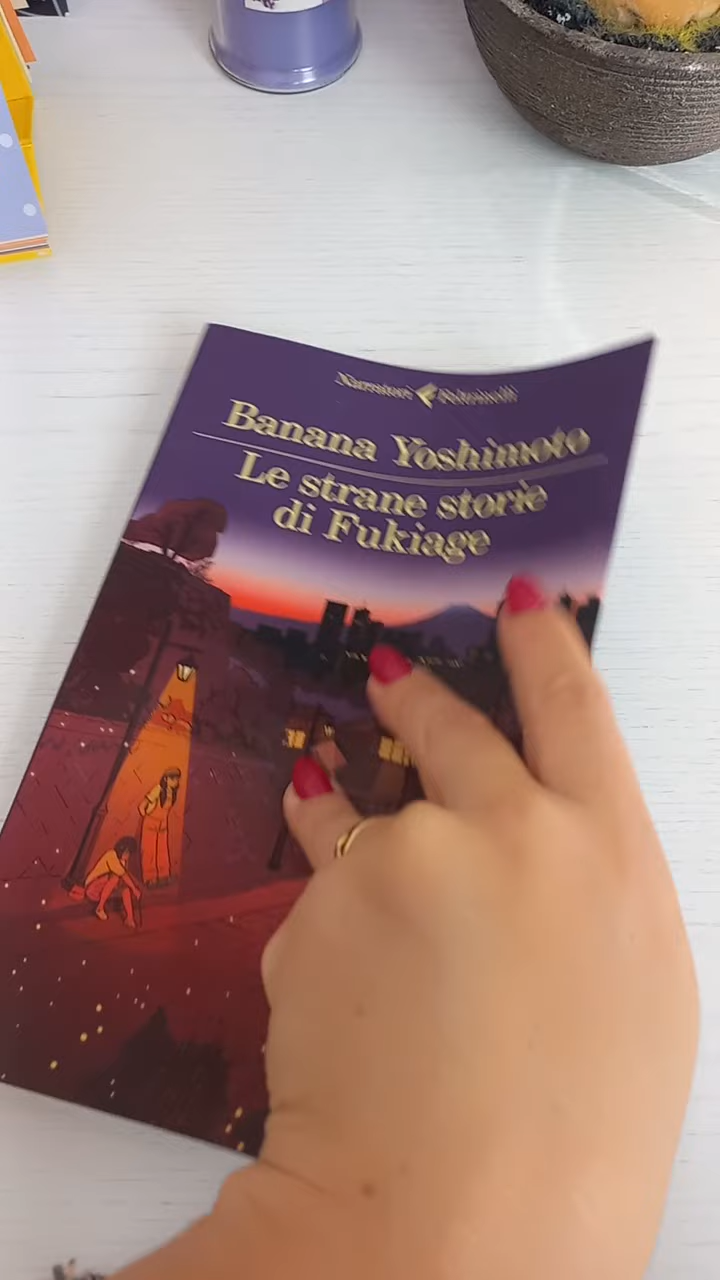 Narratori Feltrinelli
Banana Yoshimoto
Le strane storie
di Fukiage